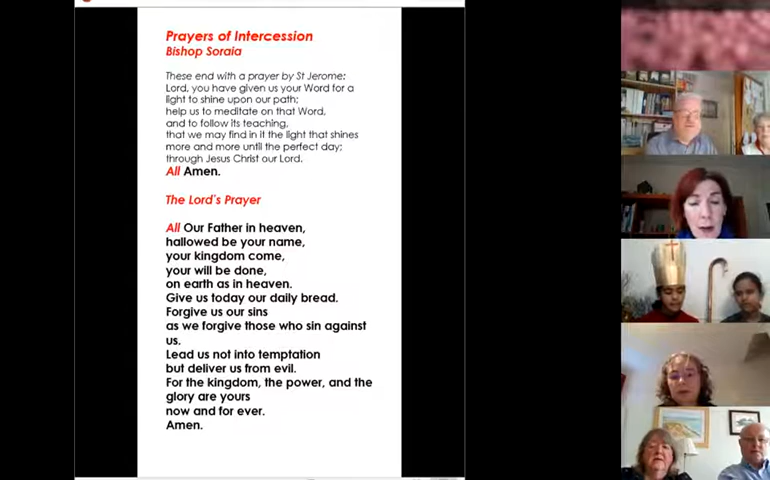 Prayers of Intercession
Bishop Soraia
These end with a prayer by St Jerome:
Lord, you have given us your Word for a
light to shine upon our path;
help us to meditate on that Word,
and to follow its teaching,
that we may find in it the light that shines
more and more until the perfect day;
through Jesus Christ our Lord.
All Amen.
The Lord's Prayer
All Our Father in heaven,
hallowed be your name,
your kingdom come,
your will be done,
on earth as in heaven.
Give us today our daily bread.
Forgive us our sins
as we forgive those who sin against
us.
Lead us not into temptation
but deliver us from evil.
For the kingdom, the power, and the
glory are yours
now and for ever.
Amen.